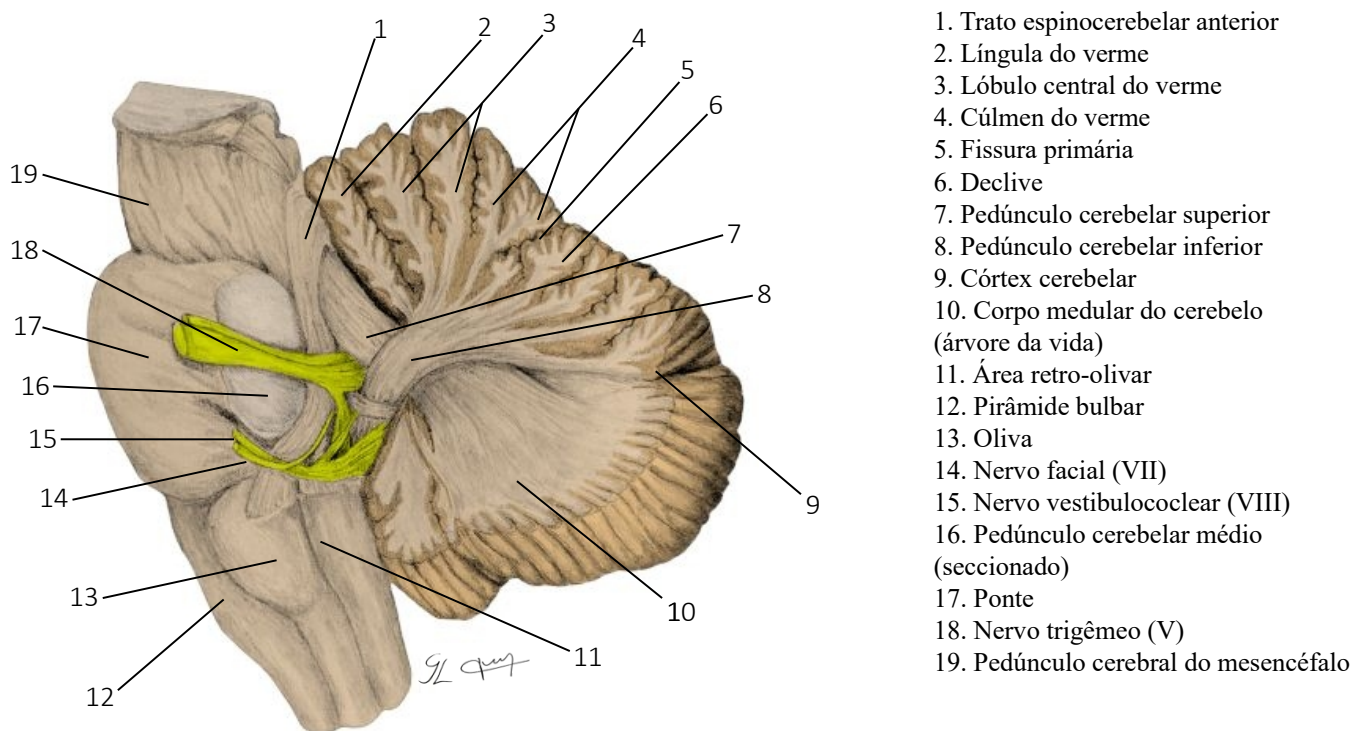 1
2
3
4
5
6
7
8
9
10
11
12
13
14
15
16
17
18
19
1. Trato espinocerebelar anterior
2. Língula do verme
3. Lóbulo central do verme
4. Cúlmen do verme
5. Fissura primária
6. Declive
7. Pedúnculo cerebelar superior
8. Pedúnculo cerebelar inferior
9. Córtex cerebelar
10. Corpo medular do cerebelo
(árvore da vida)
11. Área retro-olivar
12. Pirâmide bulbar
13. Oliva
14. Nervo facial (VII)
15. Nervo vestibulococlear (VIII)
16. Pedúnculo cerebelar médio
(seccionado)
17. Ponte
18. Nervo trigêmeo (V)
19. Pedúnculo cerebral do mesencéfalo